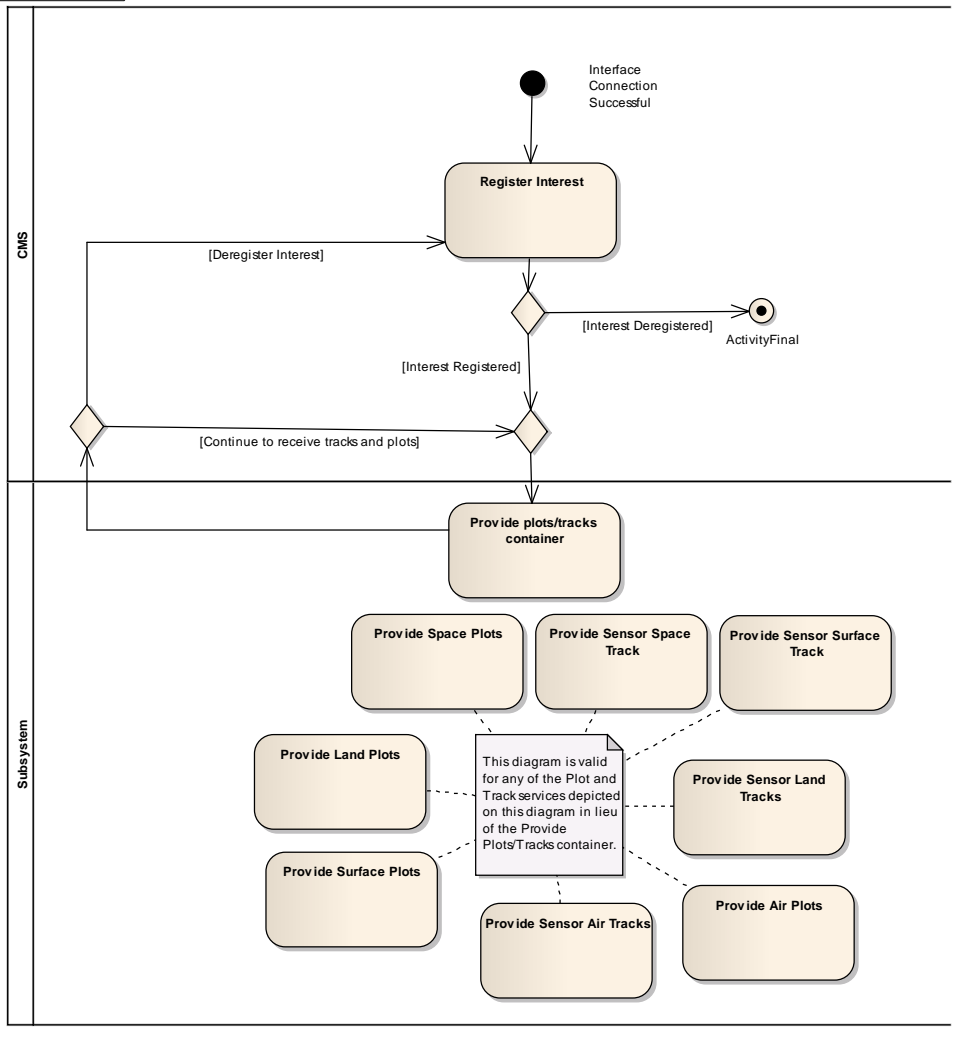 Interface
Connection
Successful
Register Interest
CMS
[Deregister Interest]
[Interest Deregistered]
ActivityFinal
[Interest Registered]
[Continue to receive tracks and plots]
Provide plots/tracks
container
Subsystem
Provide Space Plots
Provide Sensor Space
Track
Provide Sensor Surface
Track
Provide Land Plots
This diagram is valid
for any of the Plot and
Track services depicted
on this diagram in lieu
of the Provide
Plots/Tracks container.
Provide Sensor Land
Tracks
Provide Surface Plots
Provide Air Plots
Provide Sensor Air Tracks